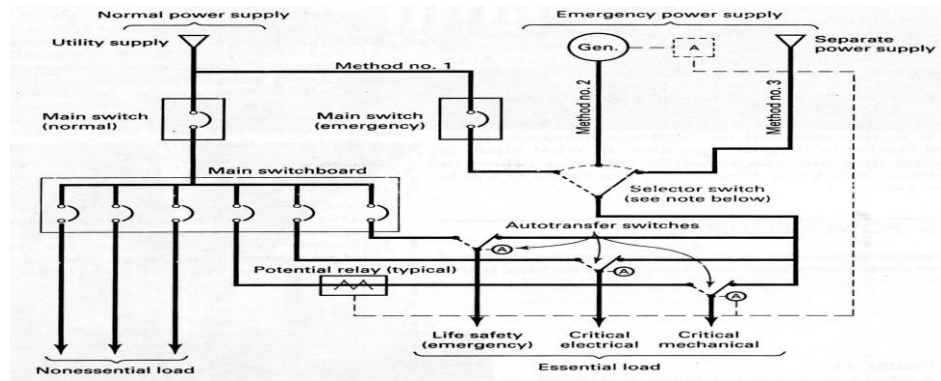 Normal power supply
Emergency power supply
Utility supply
Gen.
A
Separate
power supply
Method no. 1
Method no. 2
Method no. 3
Main switch
(normal)
Main switch
(emergency)
Main switchboard
Selector switch
(see note below)
Autotransfer switches
A
Potential relay (typical)
A
A
Life safety
(emergency)
Critical
electrical
Critical
mechanical
Nonessential load
Essential load